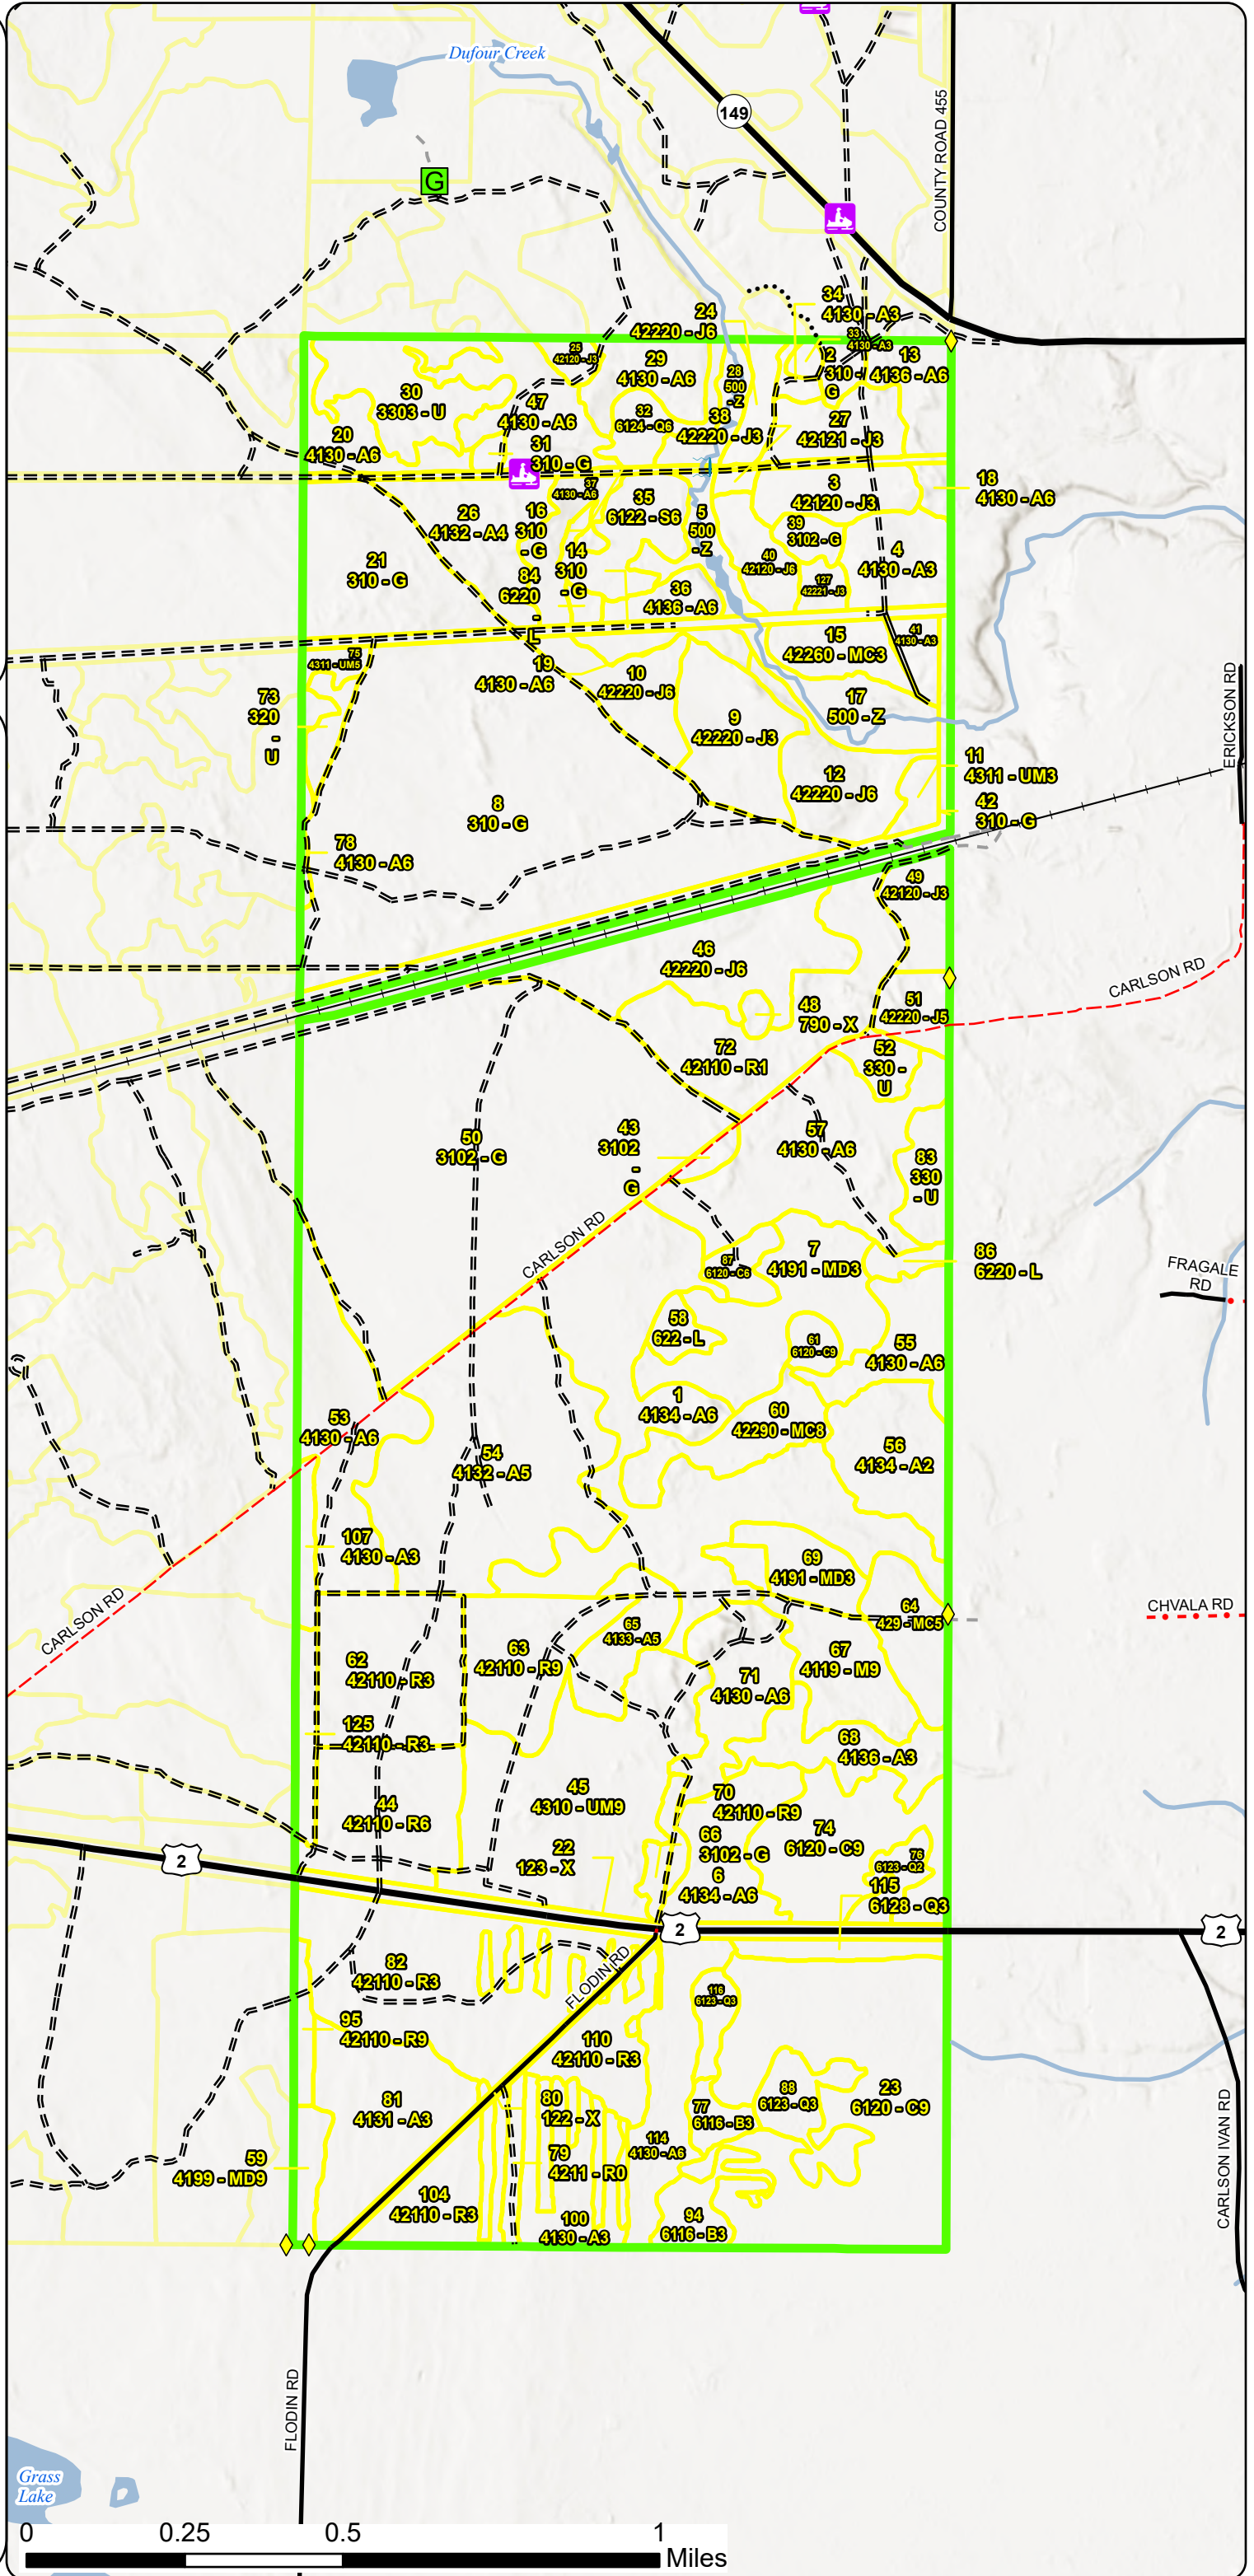 Dufour Creek
149
COUNTY ROAD 455
G
34
4130 - A3
24
42220 - J6
33
4130 - A3
25
42120 - J3
29
4130 - A6
2
310 -
G
13
4136 - A6
28
500
- Z
30
3303 - U
47
4130 - A6
32
6124 - Q6
38
42220 - J3
27
42121 - J3
20
4130 - A6
31
310 - G
37
4130 - A6
3
42120 - J3
18
4130 - A6
35
6122 - S6
26
4132 - A4
16
310
- G
5
500
- Z
39
3102 - G
21
310 - G
14
310
- G
40
42120 - J6
4
4130 - A3
84
6220
-
L
127
42221 - J3
36
4136 - A6
15
42260 - MC3
41
4130 - A3
75
4311 - UM5
19
4130 - A6
10
42220 - J6
73
320
-
U
17
500 - Z
9
42220 - J3
ERICKSON RD
11
4311 - UM3
12
42220 - J6
42
310 - G
8
310 - G
78
4130 - A6
49
42120 - J3
46
42220 - J6
CARLSON RD
48
790 - X
51
42220 - J5
72
42110 - R1
52
330 -
U
50
3102 - G
43
3102
-
G
57
4130 - A6
83
330
- U
CARLSON RD
7
4191 - MD3
86
6220 - L
87
6120 - C6
FRAGALE
RD
58
622 - L
61
6120 - C9
55
4130 - A6
1
4134 - A6
60
42290 - MC8
53
4130 - A6
54
4132 - A5
56
4134 - A2
107
4130 - A3
69
4191 - MD3
CARLSON RD
64
429 - MC5
CHVALA RD
65
4133 - A5
62
42110 - R3
63
42110 - R9
67
4119 - M9
71
4130 - A6
125
42110 - R3
68
4136 - A3
44
42110 - R6
45
4310 - UM9
70
42110 - R9
2
22
123 - X
66
3102 - G
74
6120 - C9
76
6123 - Q2
6
4134 - A6
115
6128 - Q3
2
2
82
42110 - R3
FLODIN RD
116
6123 - Q3
95
42110 - R9
110
42110 - R3
81
4131 - A3
80
122 - X
77
6116 - B3
88
6123 - Q3
23
6120 - C9
CARLSON IVAN RD
59
4199 - MD9
79
4211 - R0
114
4130 - A6
104
42110 - R3
100
4130 - A3
94
6116 - B3
FLODIN RD
Grass
Lake
0 0.25 0.5 1
Miles